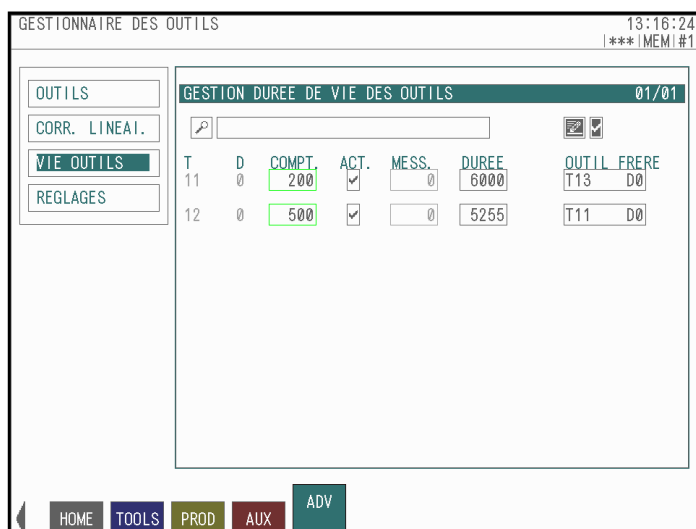 GESTIONNAIRE DES OUTILS 13:16:24
|***|MEM|#1
OUTILS
CORR. LINEAI.
VIE OUTILS
REGLAGES
GESTION DUREE DE VIE DES OUTILS 01/01
T D COMPT. ACT. MESS. DUREE OUTIL FRERE
11 0 200 0 6000 T13 D0
12 0 500 0 5255 T11 D0
HOME TOOLS PROD AUX ADV